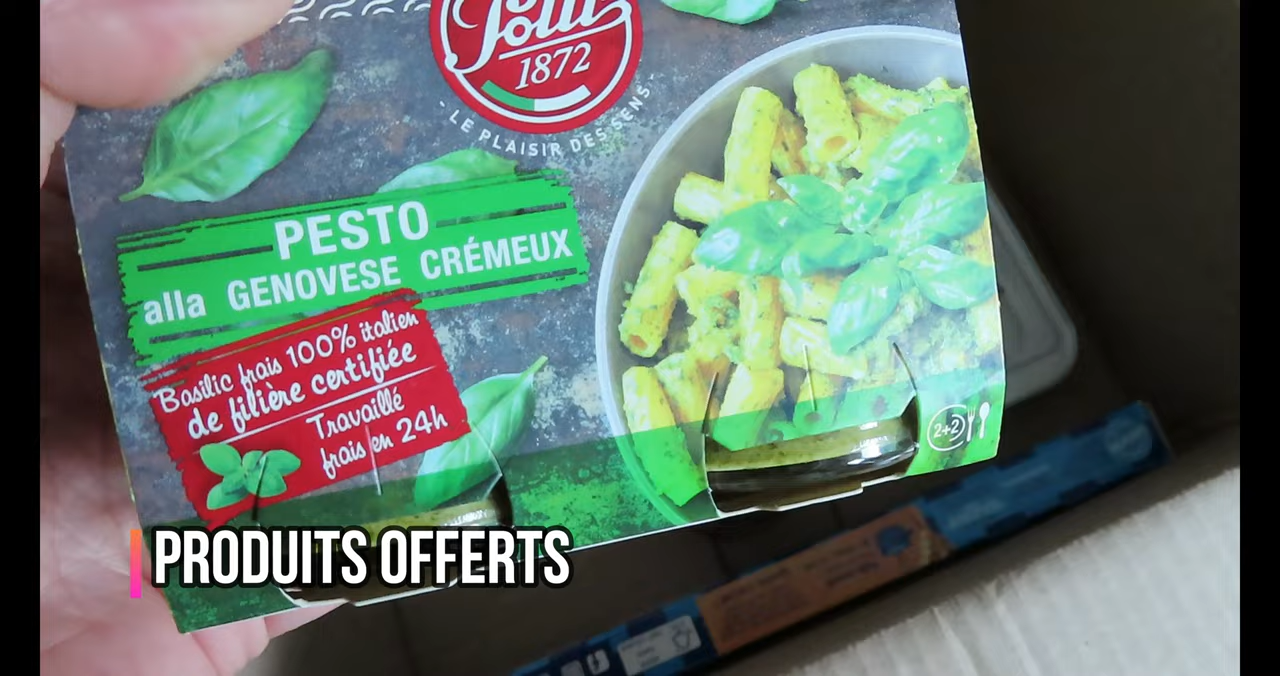 Polli
1872
LE PLAISIR DES SENS
PESTO
alla GENOVESE CRÉMEUX
Basilic frais 100% italien
de filière certifiée
Travaillé
frais en 24h
2+2
PRODUITS OFFERTS